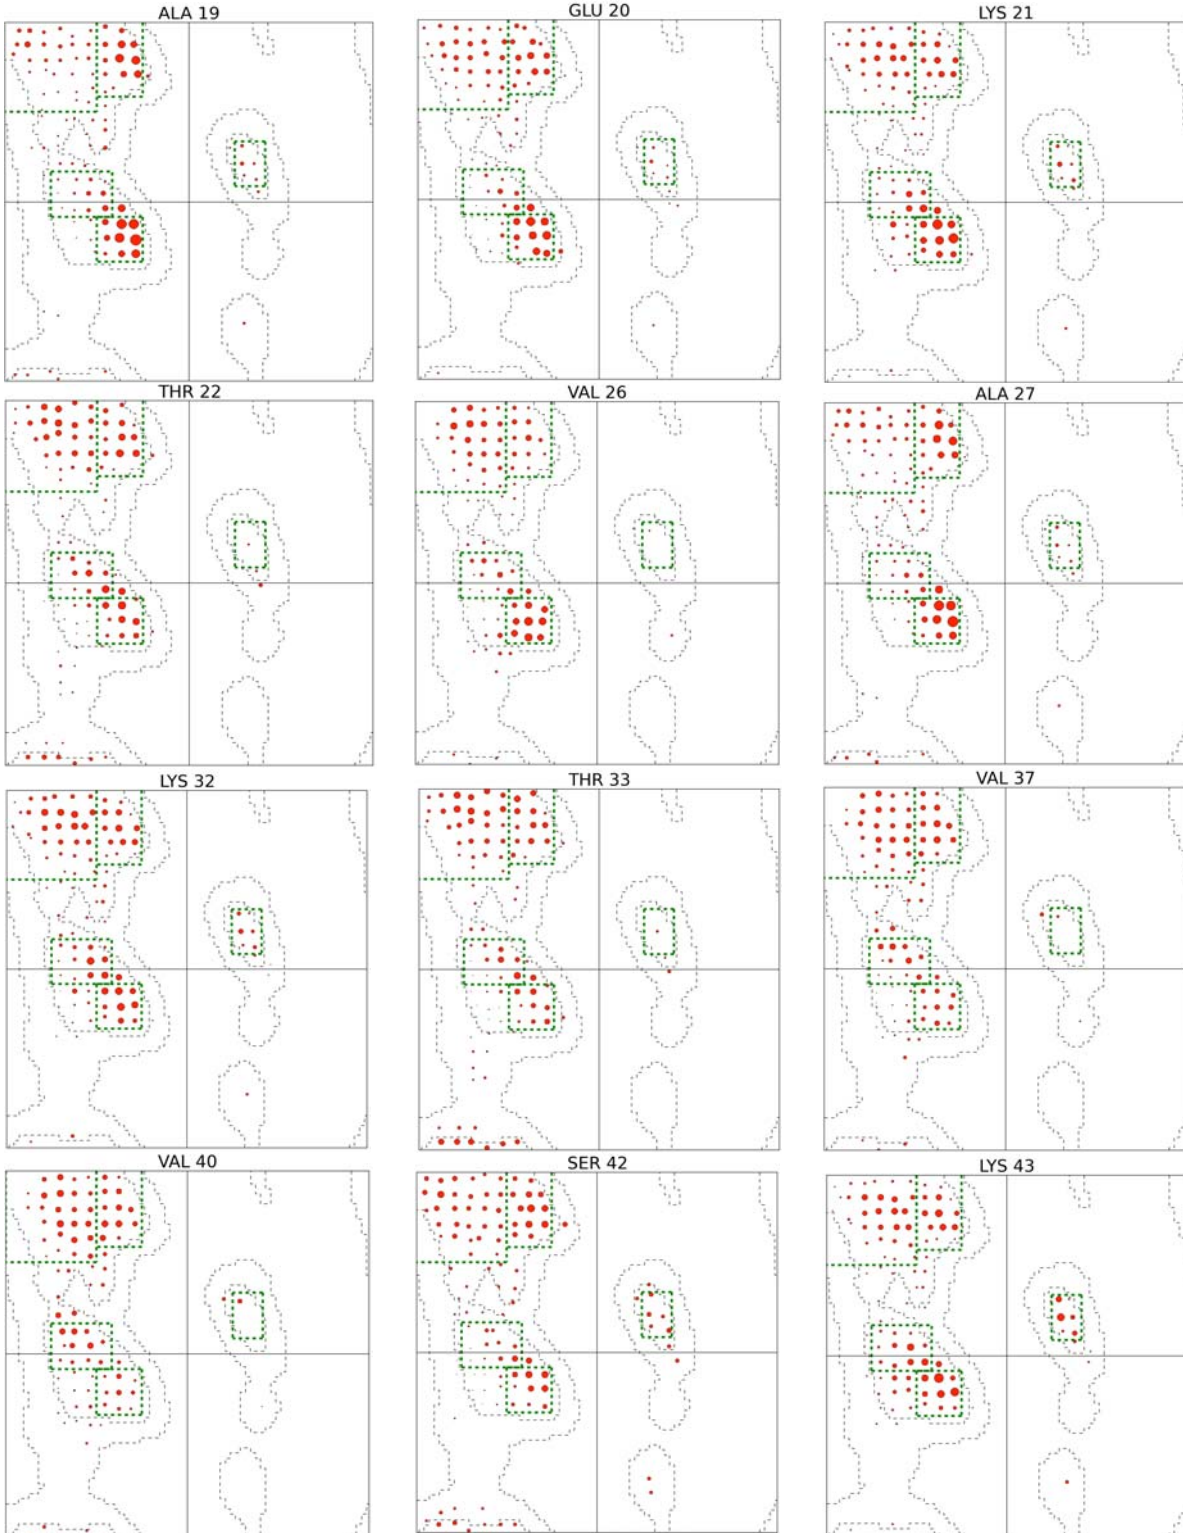 ALA 19
GLU 20
LYS 21
THR 22
VAL 26
ALA 27
LYS 32
THR 33
VAL 37
VAL 40
SER 42
LYS 43